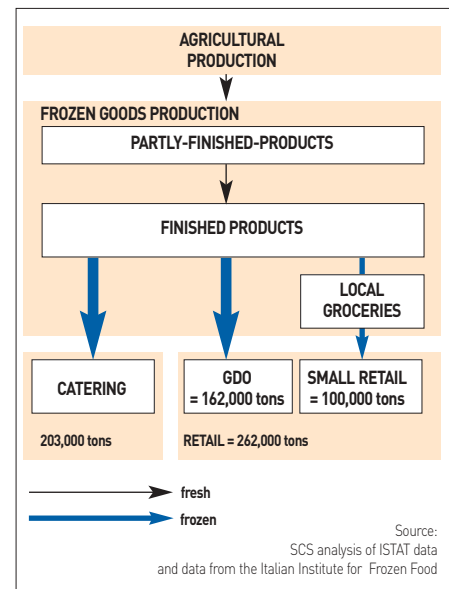 AGRICULTURAL
PRODUCTION
FROZEN GOODS PRODUCTION
PARTLY-FINISHED-PRODUCTS
FINISHED PRODUCTS
LOCAL
GROCERIES
CATERING
GDO
= 162,000 tons
SMALL RETAIL
= 100,000 tons
203,000 tons
RETAIL = 262,000 tons
fresh
frozen
Source:
SCS analysis of ISTAT data
and data from the Italian Institute for Frozen Food